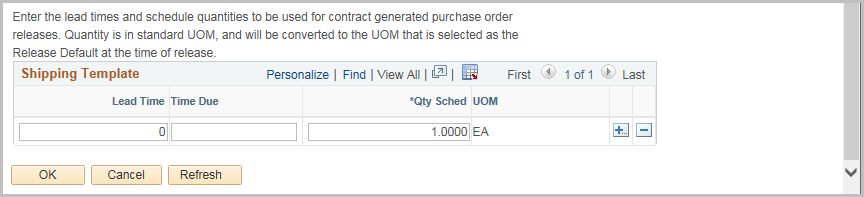 Enter the lead times and schedule quantities to be used for contract generated purchase order
releases. Quantity is in standard UOM, and will be converted to the UOM that is selected as the
Release Default at the time of release.
Shipping Template Personalize | Find | View All | | First 1 of 1 Last
Lead Time Time Due *Qty Sched UOM
0 1.0000 EA
OK Cancel Refresh